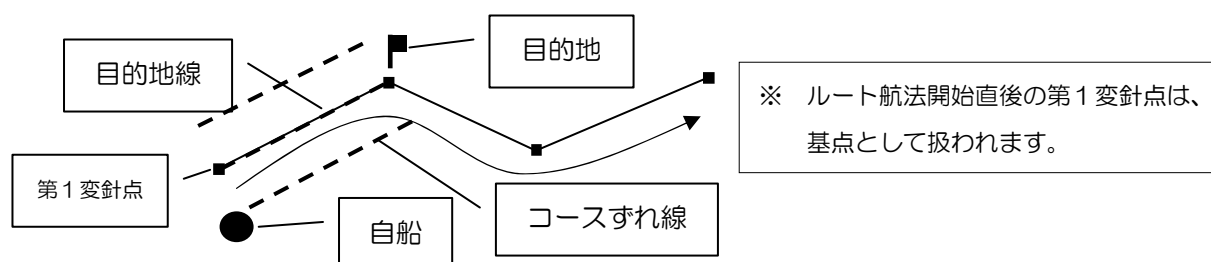 目的地
目的地線
※ ルート航法開始直後の第1変針点は、
基点として扱われます。
第1変針点
自船
コースずれ線